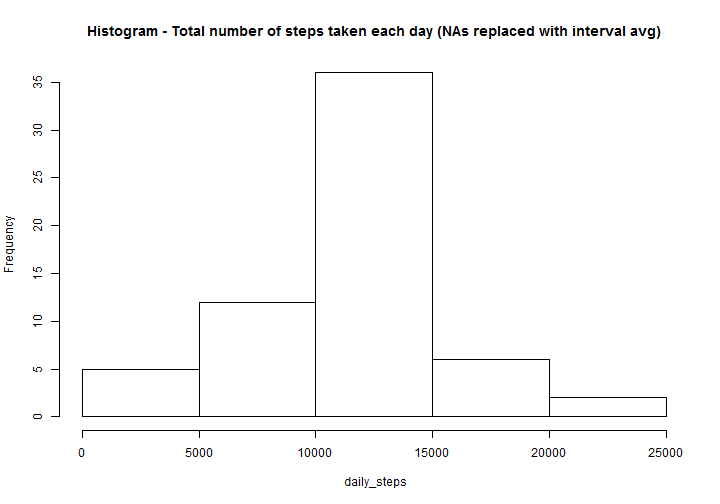 Histogram - Total number of steps taken each day (NAs replaced with interval avg)
Frequency
35
30
25
20
15
10
5
0
0 5000 10000 15000 20000 25000
daily_steps